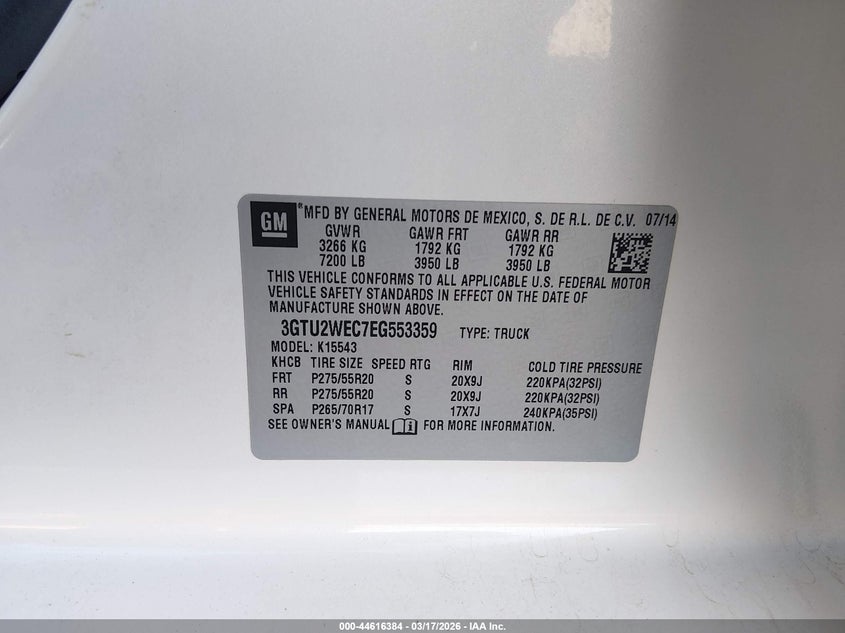 GM ® MFD BY GENERAL MOTORS DE MEXICO, S. DE R.L. DE C.V. 07/14
GVWR GAWR FRT GAWR RR
3266 KG 1792 KG 1792 KG
7200 LB 3950 LB 3950 LB
THIS VEHICLE CONFORMS TO ALL APPLICABLE U.S. FEDERAL MOTOR
VEHICLE SAFETY STANDARDS IN EFFECT ON THE DATE OF
MANUFACTURE SHOWN ABOVE.
3GTU2WEC7EG553359 TYPE: TRUCK
MODEL: K15543
KHCB TIRE SIZE SPEED RTG RIM COLD TIRE PRESSURE
FRT P275/55R20 S 20X9J 220KPA(32PSI)
RR P275/55R20 S 20X9J 220KPA(32PSI)
SPA P265/70R17 S 17X7J 240KPA(35PSI)
SEE OWNER'S MANUAL i FOR MORE INFORMATION.
000-44616384 - 03/17/2026 - IAA Inc.